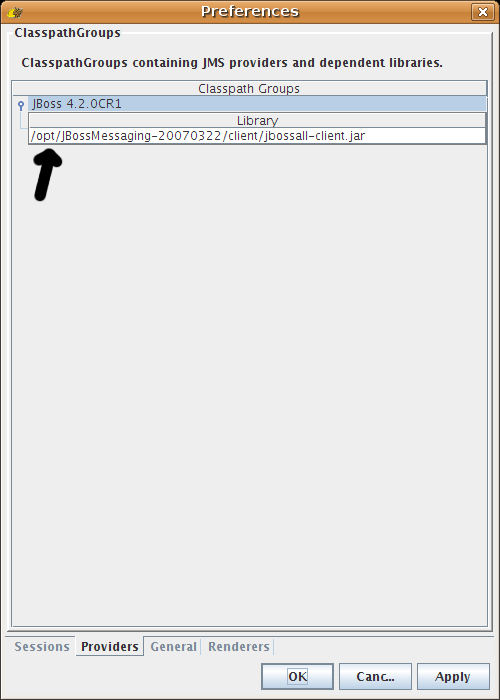 Preferences
ClasspathGroups
ClasspathGroups containing JMS providers and dependent libraries.
Classpath Groups
JBoss 4.2.0CR1
Library
/opt/JBossMessaging-20070322/client/jbossall-client.jar
Sessions Providers General Renderers
OK Canc... Apply